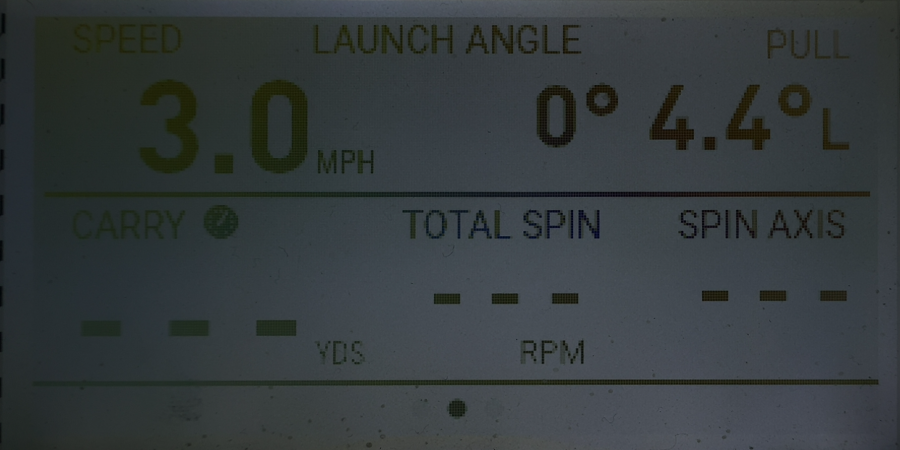 SPEED LAUNCH ANGLE PULL
3.0 MPH 0° 4.4° L
CARRY TOTAL SPIN SPIN AXIS
- - - YDS - - - RPM - - -